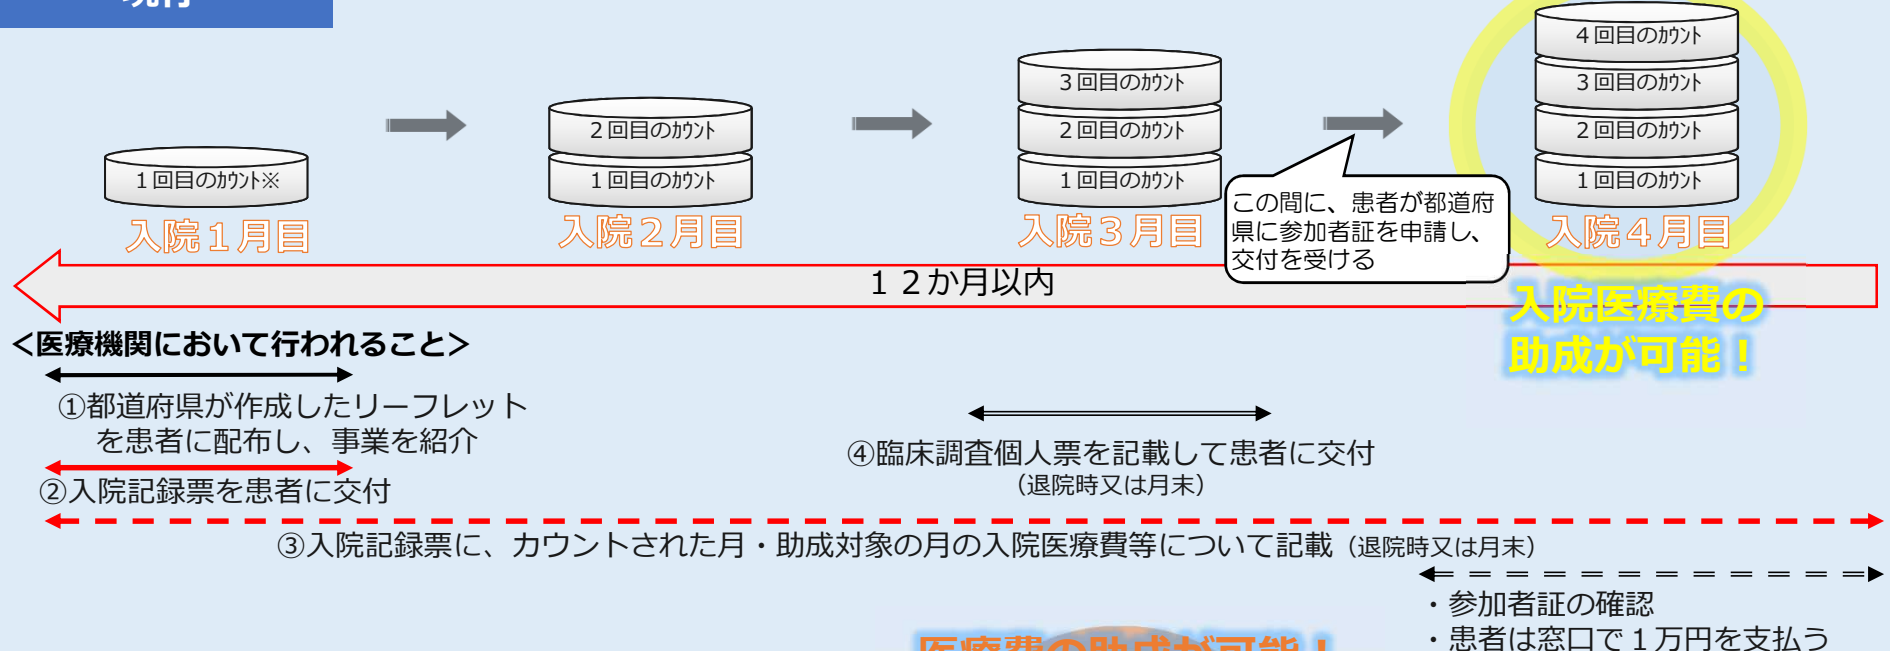 現行
4回目のカウント
3回目のカウント
3回目のカウント
2回目のカウント
2回目のカウント
2回目のカウント
1回目のカウント※
1回目のカウント
1回目のカウント
1回目のカウント
入院1月目
入院2月目
入院3月目
入院4月目
この間に、患者が都道府
県に参加者証を申請し、
交付を受ける
12か月以内
入院医療費の
助成が可能!
<医療機関において行われること>
①都道府県が作成したリーフレット
を患者に配布し、事業を紹介
②入院記録票を患者に交付
④臨床調査個人票を記載して患者に交付
(退院時又は月末)
③入院記録票に、カウントされた月・助成対象の月の入院医療費等について記載(退院時又は月末)
・参加者証の確認
・患者は窓口で1万円を支払う
医療費の助成が可能!